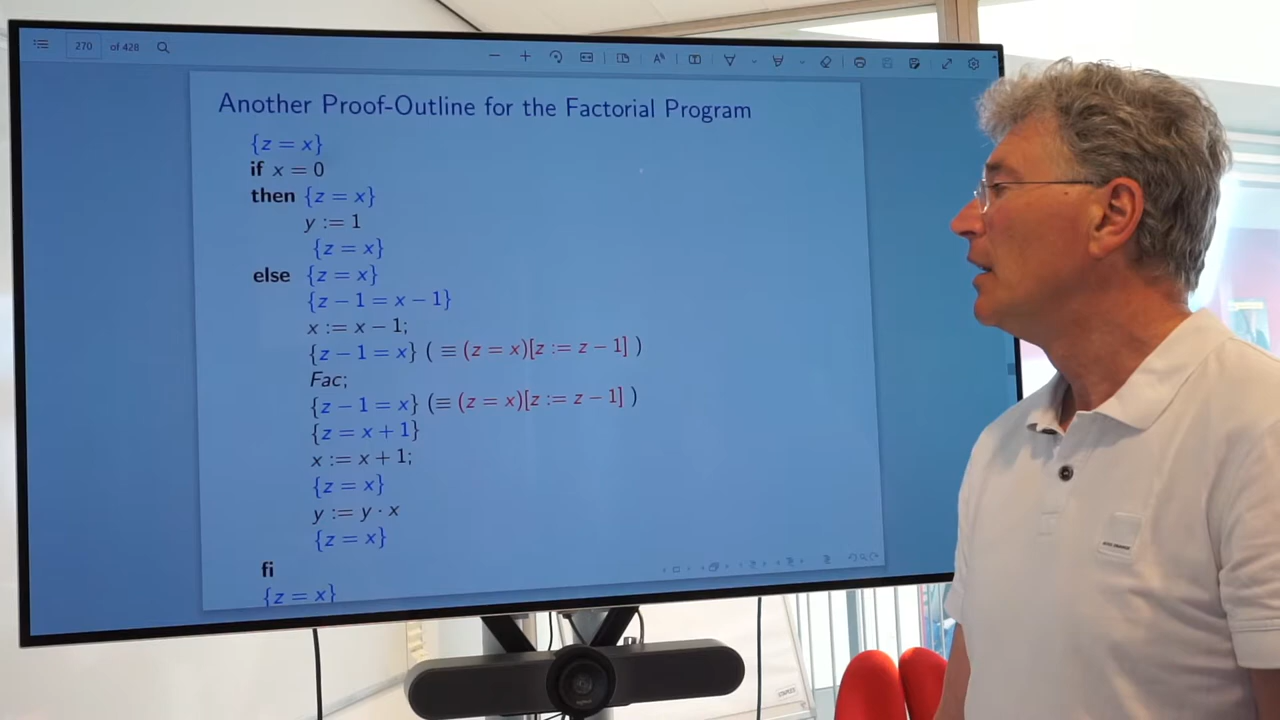 270 of 428
Another Proof-Outline for the Factorial Program
{z = x}
if x = 0
then {z = x}
y := 1
{z = x}
else {z = x}
{z − 1 = x − 1}
x := x − 1;
{z − 1 = x} ( ≡ (z = x)[z := z − 1] )
Fac;
{z − 1 = x} (≡ (z = x)[z := z − 1] )
{z = x + 1}
x := x + 1;
{z = x}
y := y · x
{z = x}
fi
{z = x}